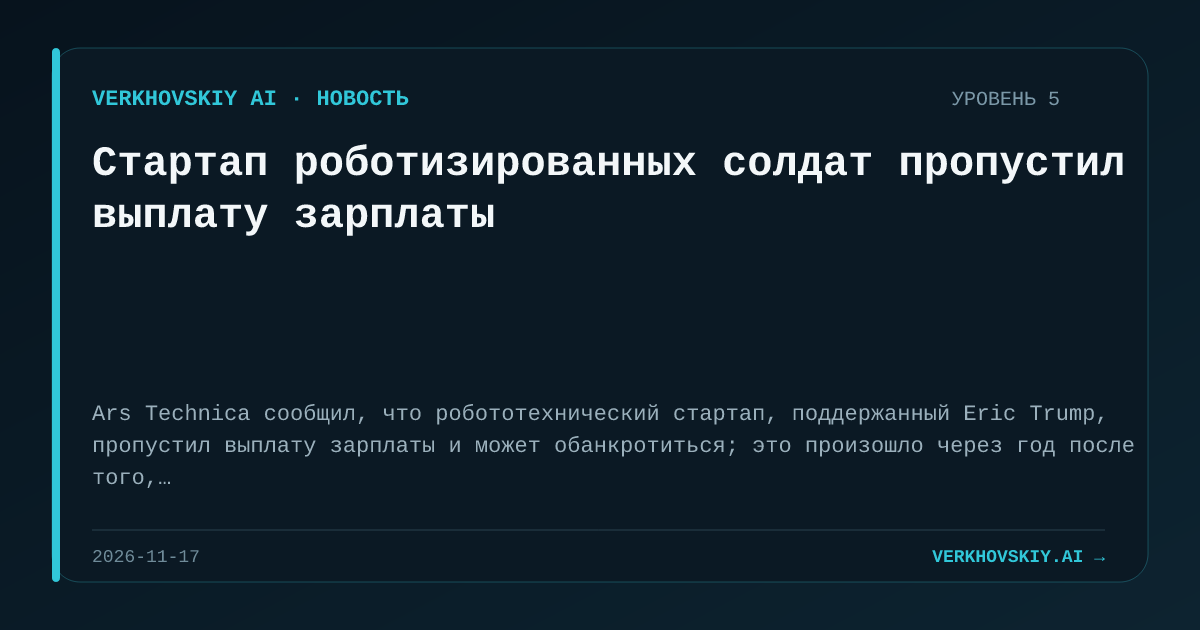 VERKHOVSKIY AI · НОВОСТЬ
УРОВЕНЬ 5
Стартап роботизированных солдат пропустил
выплату зарплаты
Ars Technica сообщил, что робототехнический стартап, поддержанный Eric Trump,
пропустил выплату зарплаты и может обанкротиться; это произошло через год после
того,…
2026-11-17
VERKHOVSKIY.AI →